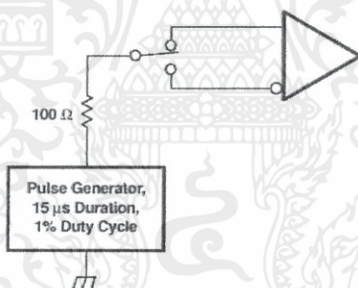 100 Ω
Pulse Generator,
15 μs Duration,
1% Duty Cycle